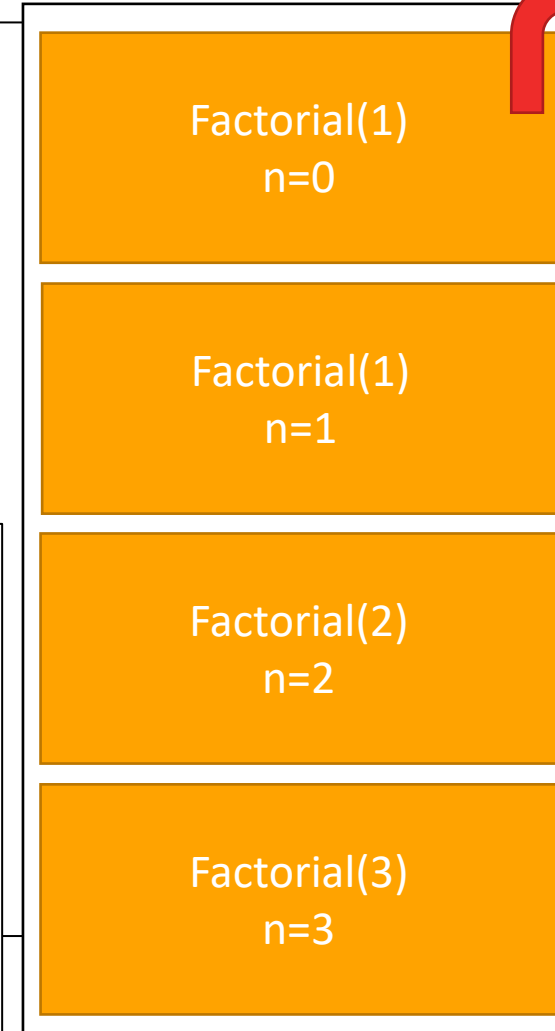 Factorial(1)
n=0
Factorial(1)
n=1
Factorial(2)
n=2
Factorial(3)
n=3